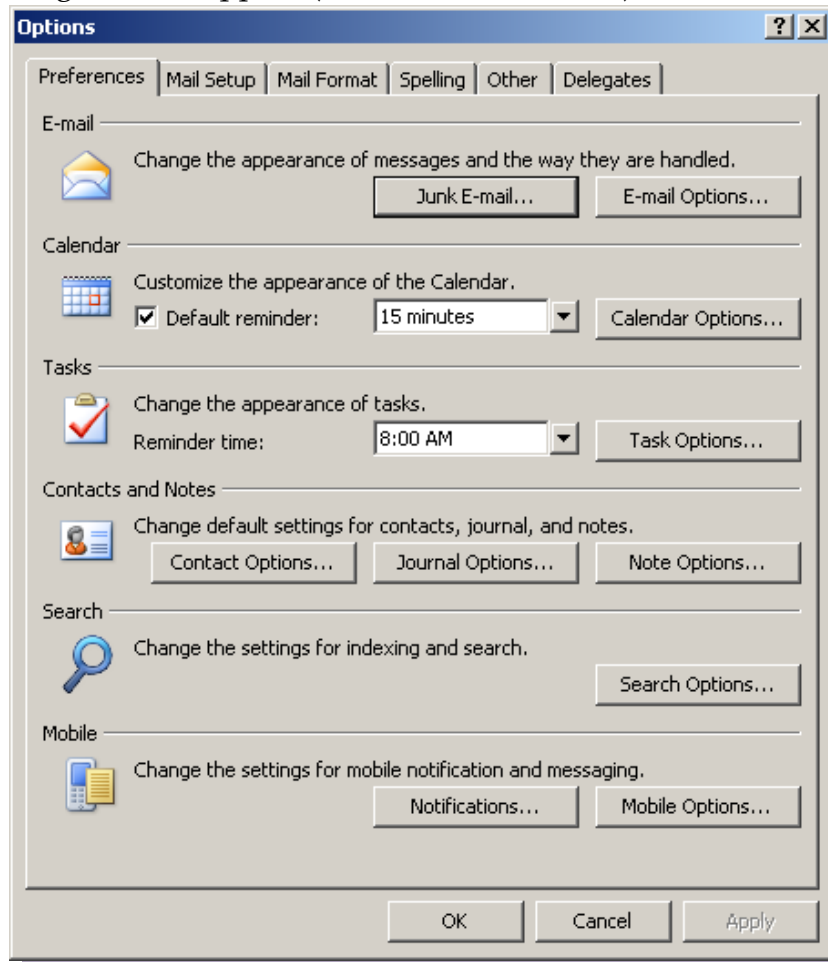 Options
Preferences Mail Setup Mail Format Spelling Other Delegates
E-mail
Change the appearance of messages and the way they are handled.
Junk E-mail... E-mail Options...
Calendar
Customize the appearance of the Calendar.
Default reminder: 15 minutes Calendar Options...
Tasks
Change the appearance of tasks.
Reminder time: 8:00 AM Task Options...
Contacts and Notes
Change default settings for contacts, journal, and notes.
Contact Options... Journal Options... Note Options...
Search
Change the settings for indexing and search.
Search Options...
Mobile
Change the settings for mobile notification and messaging.
Notifications... Mobile Options...
OK Cancel Apply